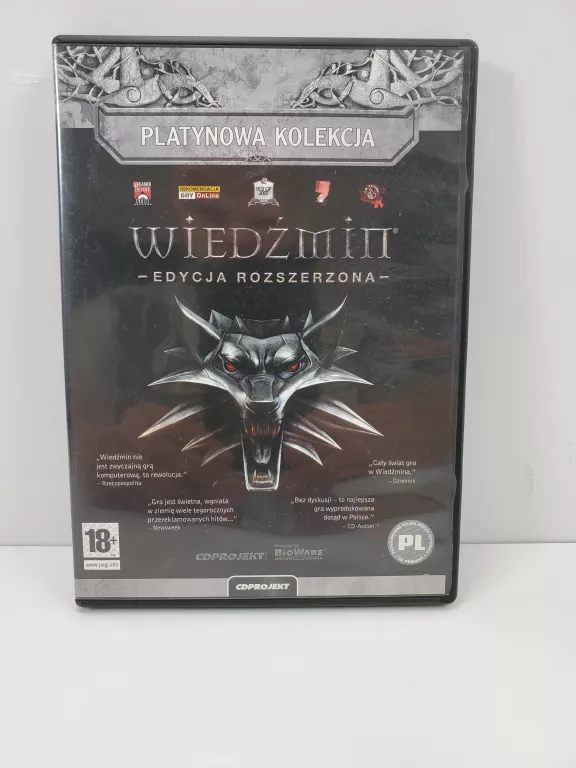 PLATYNOWA KOLEKCJA
REKOMENDACJA
GRY OnLine
WIEDŹMIN®
– EDYCJA ROZSZERZONA –
„Wiedźmin nie
jest zwyczajną grą
komputerową, to rewolucja."
– Rzeczpospolita
„Cały świat gra
w Wiedźmina."
– Dziennik
„Gra jest świetna, wgniata
w ziemię wiele tegorocznych
przereklamowanych hitów..."
– Newsweek
„Bez dyskusji – to najlepsza
gra wyprodukowana
dotąd w Polsce."
– CD-Action
18+
www.pegi.info
CDPROJEKT
BIOWARE
PL
CDPROJEKT